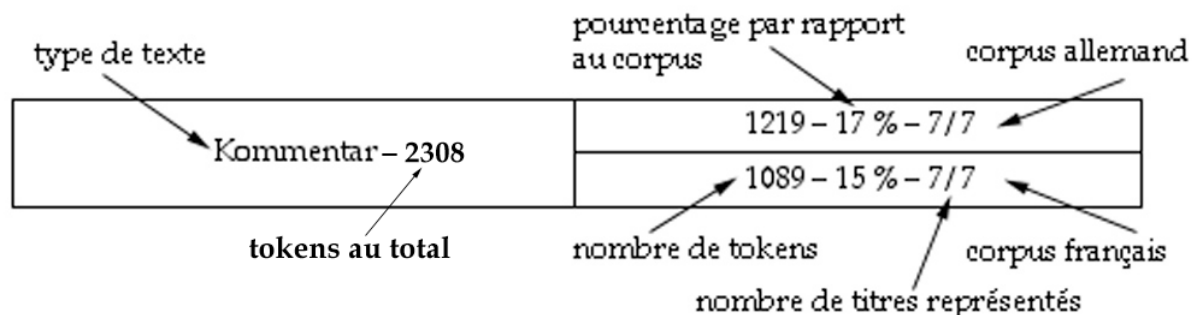 pourcentage par rapport
au corpus
type de texte
corpus allemand
1219 – 17 % – 7/7
Kommentar – 2308
1089 – 15 % – 7/7
tokens au total
nombre de tokens
corpus français
nombre de titres représentés